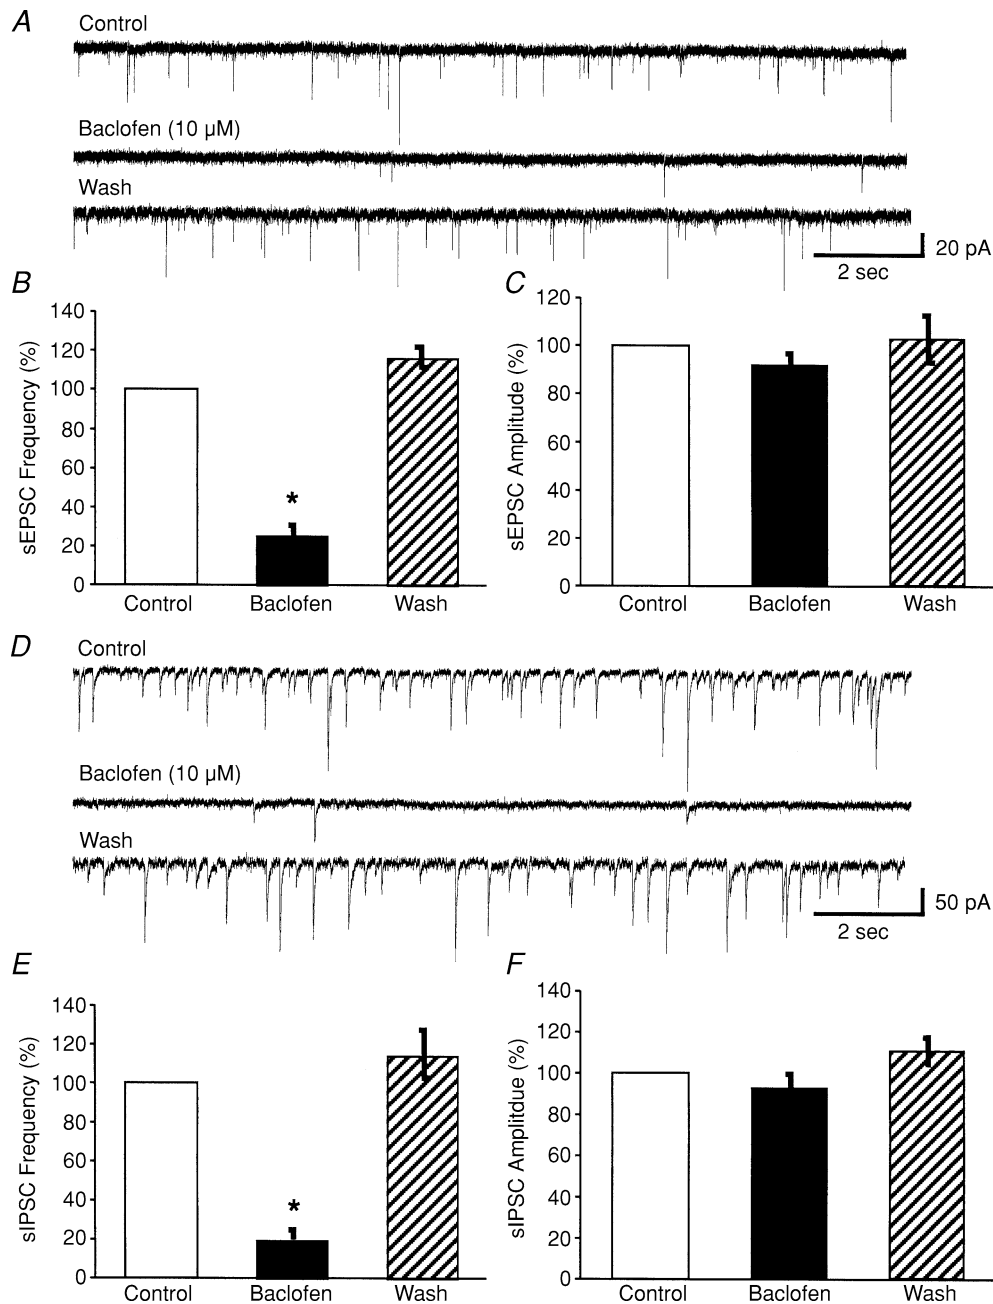 A
Control
Baclofen (10 µM)
Wash
20 pA
2 sec
B
sEPSC Frequency (%)
140
120
100
80
60
40
20
0
*
Control Baclofen Wash
C
sEPSC Amplitude (%)
120
100
80
60
40
20
0
Control Baclofen Wash
D
Control
Baclofen (10 µM)
Wash
50 pA
2 sec
E
sIPSC Frequency (%)
140
120
100
80
60
40
20
0
*
Control Baclofen Wash
F
sIPSC Amplitdue (%)
140
120
100
80
60
40
20
0
Control Baclofen Wash